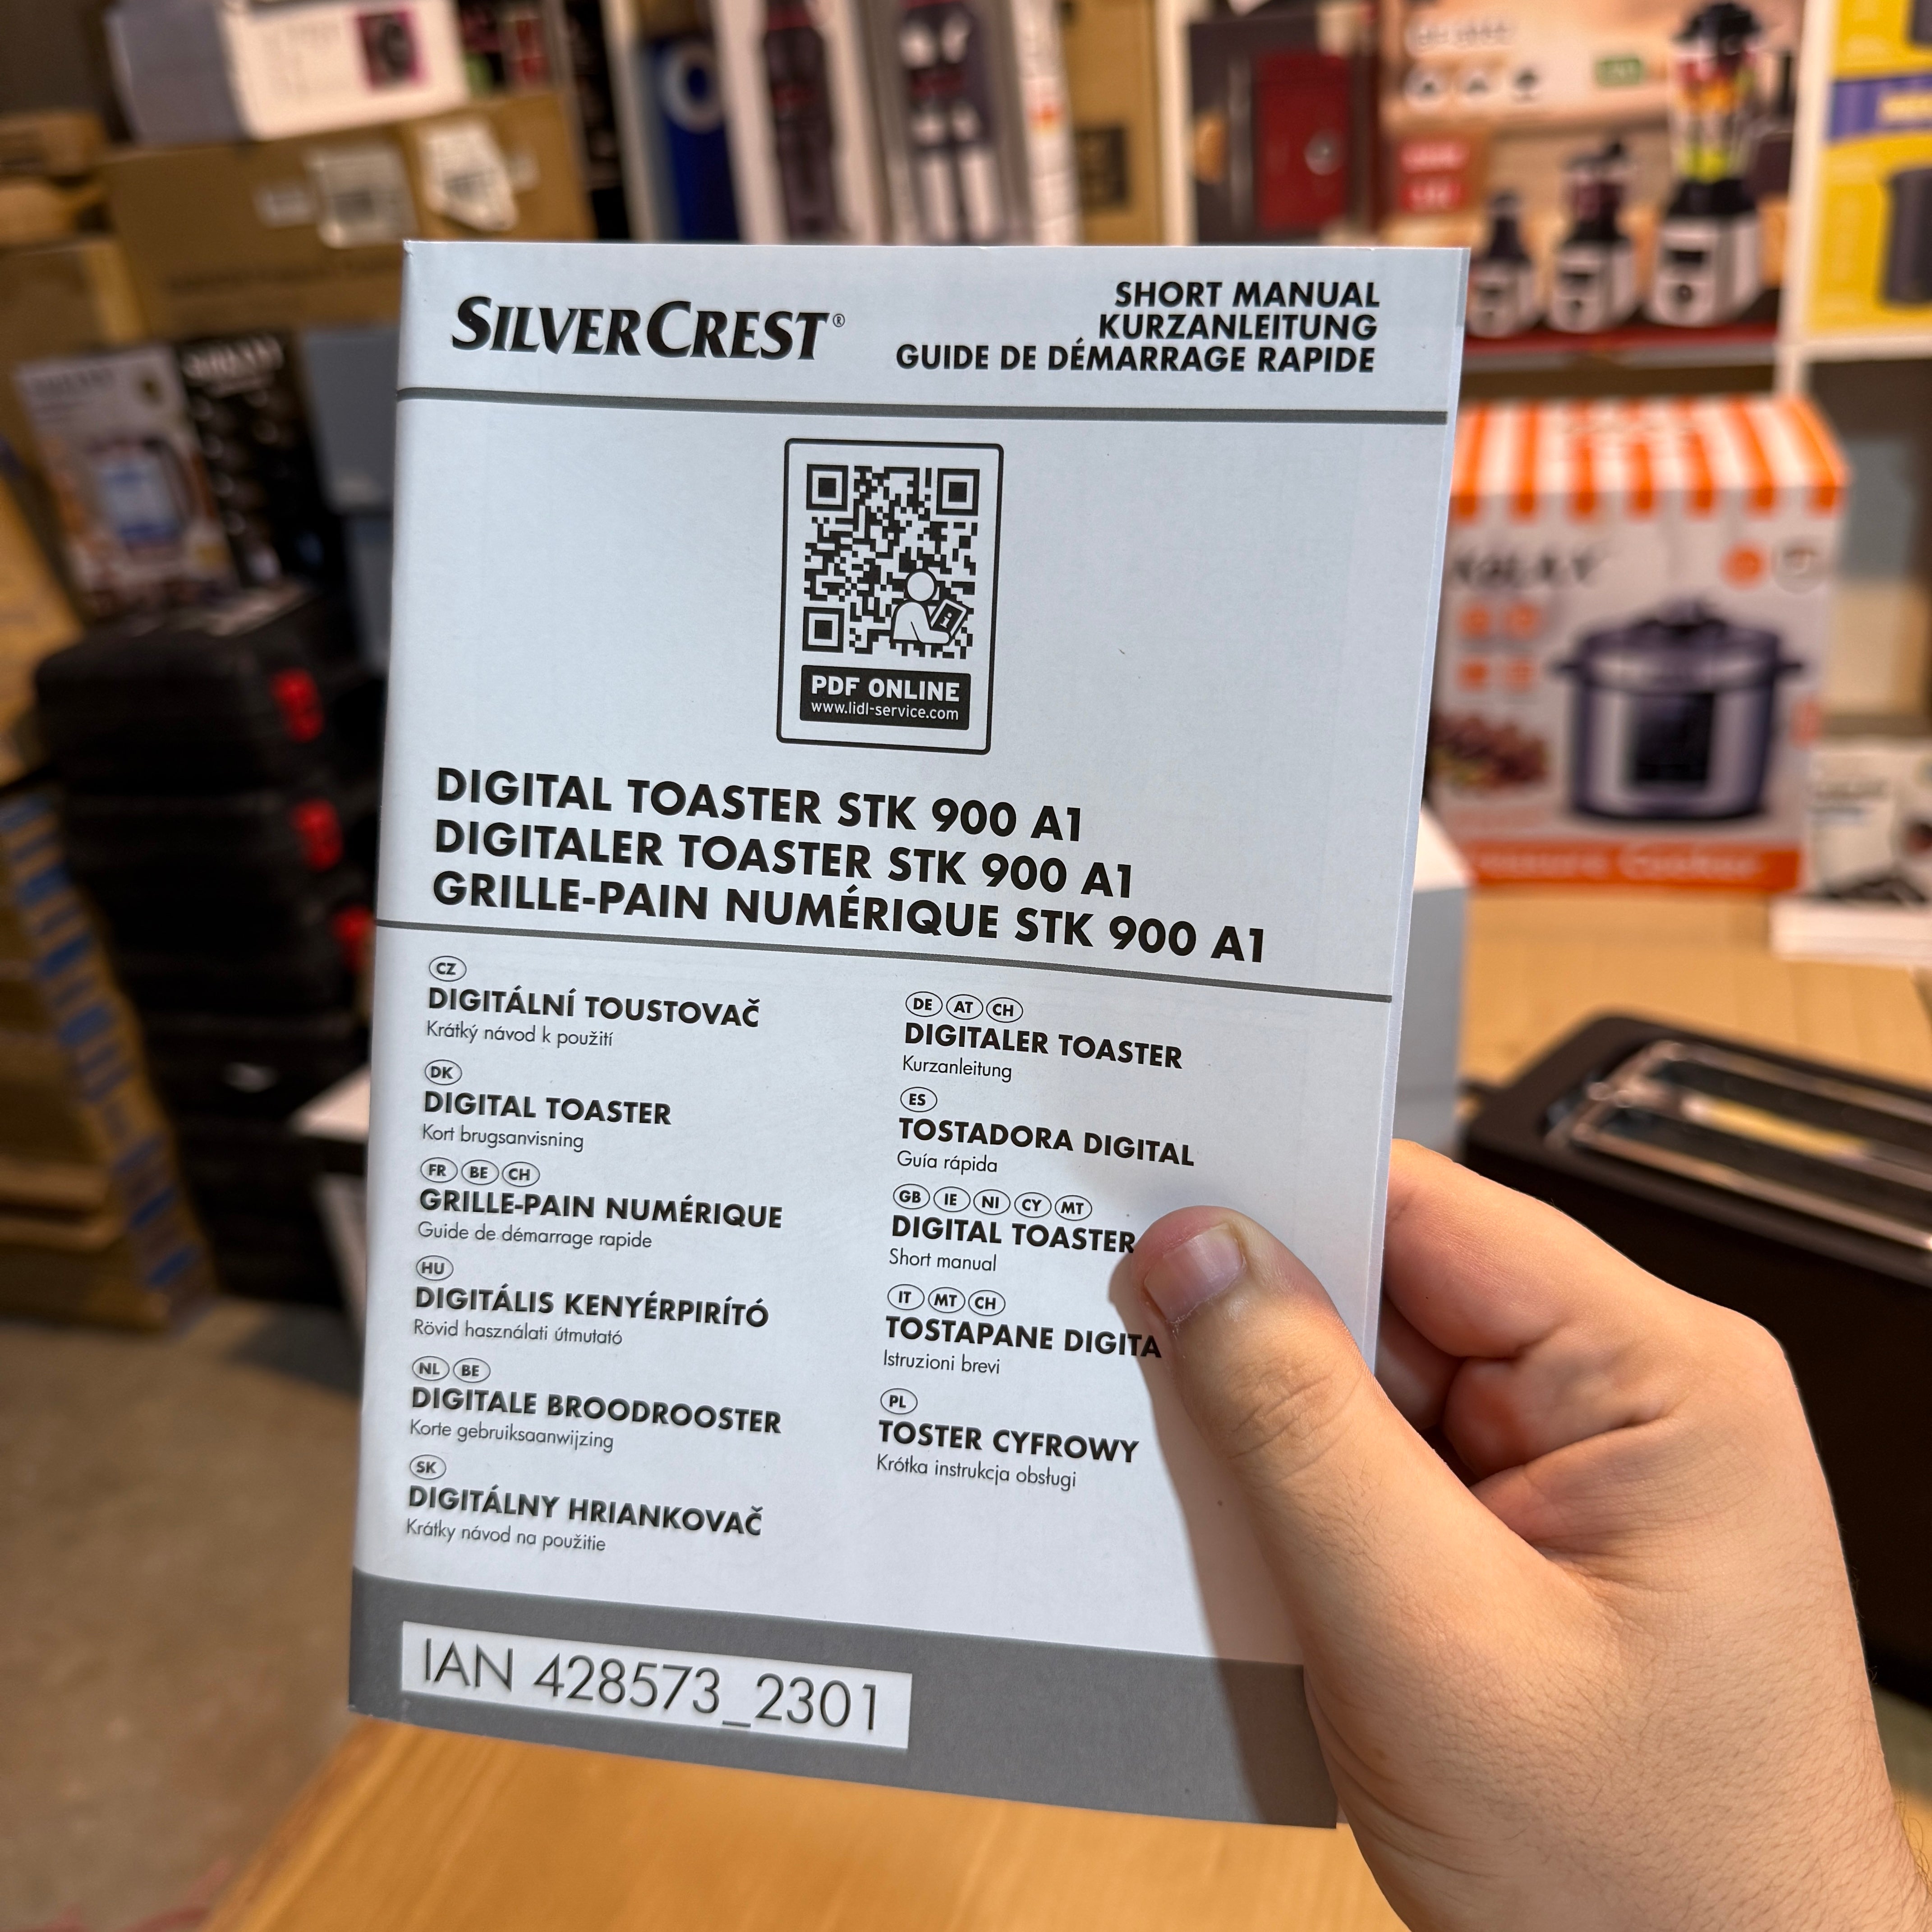 SILVERCREST®
SHORT MANUAL
KURZANLEITUNG
GUIDE DE DÉMARRAGE RAPIDE
PDF ONLINE
www.lidl-service.com
DIGITAL TOASTER STK 900 A1
DIGITALER TOASTER STK 900 A1
GRILLE-PAIN NUMÉRIQUE STK 900 A1
CZ
DIGITÁLNÍ TOUSTOVAČ
Krátký návod k použití
DK
DIGITAL TOASTER
Kort brugsanvisning
FR BE CH
GRILLE-PAIN NUMÉRIQUE
Guide de démarrage rapide
HU
DIGITÁLIS KENYÉRPIRÍTÓ
Rövid használati útmutató
NL BE
DIGITALE BROODROOSTER
Korte gebruiksaanwijzing
SK
DIGITÁLNY HRIANKOVAČ
Krátky návod na použitie
DE AT CH
DIGITALER TOASTER
Kurzanleitung
ES
TOSTADORA DIGITAL
Guía rápida
GB IE NI CY MT
DIGITAL TOASTER
Short manual
IT MT CH
TOSTAPANE DIGITA
Istruzioni brevi
PL
TOSTER CYFROWY
Krótka instrukcja obsługi
IAN 428573_2301
Pressure Cooker